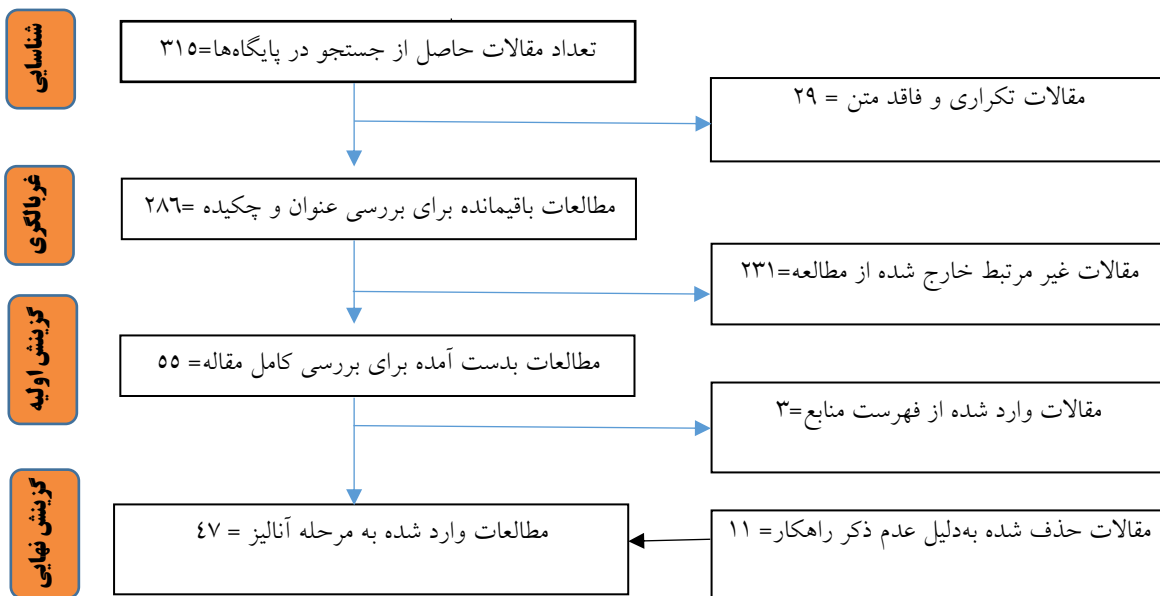 شناسایی
تعداد مقالات حاصل از جستجو در پایگاه‌ها=۳۱۵
مقالات تکراری و فاقد متن = ۲۹
غربالگری
مطالعات باقیمانده برای بررسی عنوان و چکیده =۲۸۶
مقالات غیر مرتبط خارج شده از مطالعه=۲۳۱
گزینش اولیه
مطالعات بدست آمده برای بررسی کامل مقاله= ۵۵
مقالات وارد شده از فهرست منابع=۳
گزینش نهایی
مطالعات وارد شده به مرحله آنالیز = ۴۷
مقالات حذف شده به‌دلیل عدم ذکر راهکار= ۱۱